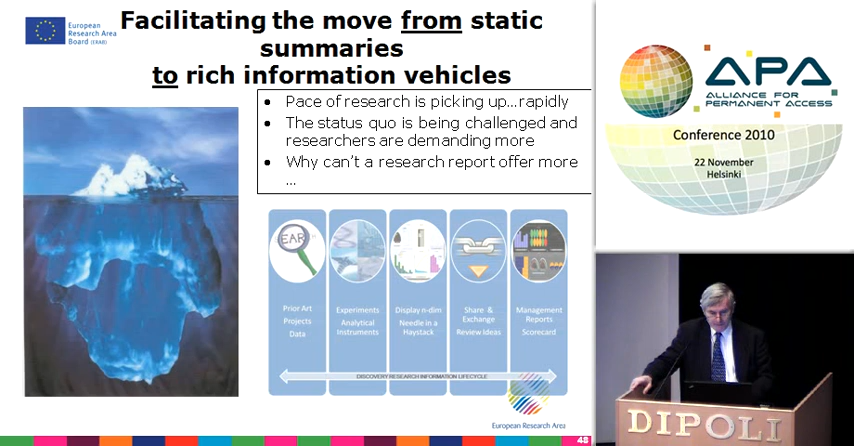 European
Research Area
Board (ERAB)
Facilitating the move from static
summaries
to rich information vehicles
• Pace of research is picking up…rapidly
• The status quo is being challenged and
researchers are demanding more
• Why can't a research report offer more
…
EAR
Prior Art
Projects
Data
Experiments
Analytical
Instruments
Display n-dim
Needle in a
Haystack
Share &
Exchange
Review Ideas
Management
Reports
Scorecard
DISCOVERY RESEARCH INFORMATION LIFECYCLE
European Research Area
48
APA
ALLIANCE FOR
PERMANENT ACCESS
Conference 2010
22 November
Helsinki
DIPOLI